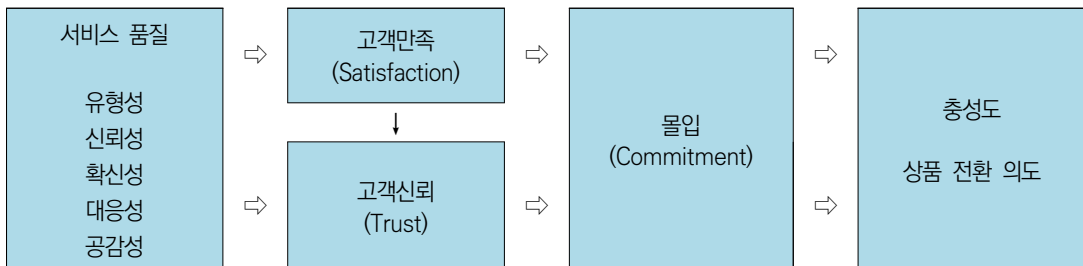 서비스 품질
유형성
신뢰성
확신성
대응성
공감성
고객만족
(Satisfaction)
고객신뢰
(Trust)
몰입
(Commitment)
충성도
상품 전환 의도